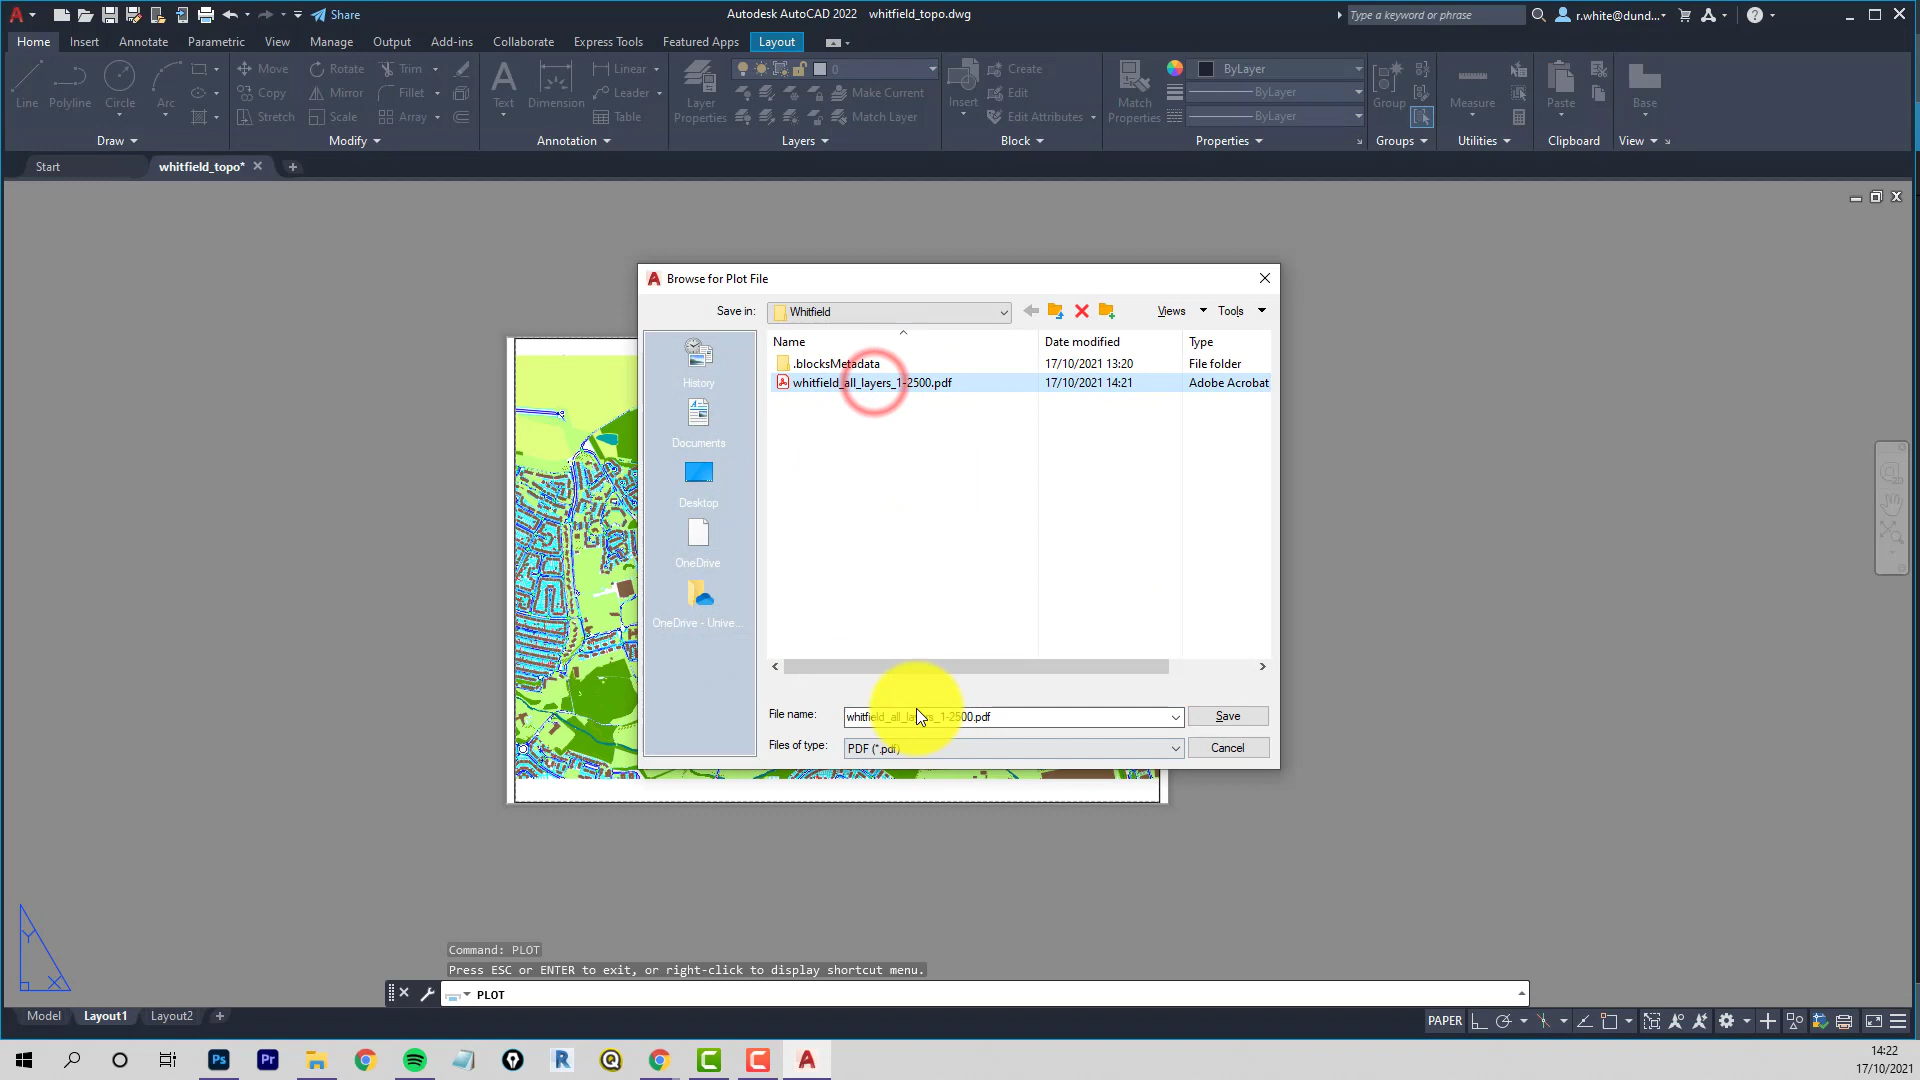 Share
Autodesk AutoCAD 2022 whitfield_topo.dwg
Type a keyword or phrase
r.white@dund...
Home Insert Annotate Parametric View Manage Output Add-ins Collaborate Express Tools Featured Apps Layout
Line Polyline Circle Arc
Move Rotate Trim
Copy Mirror Fillet
Stretch Scale Array
Text Dimension
Linear
Leader
Table
Layer Properties
0
Make Current
Match Layer
Insert
Create
Edit
Edit Attributes
Match Properties
ByLayer
ByLayer
ByLayer
Group
Measure
Paste
Base
Draw Modify Annotation Layers Block Properties Groups Utilities Clipboard View
Start whitfield_topo*
Browse for Plot File
Save in: Whitfield
Views Tools
Name Date modified Type
.blocksMetadata 17/10/2021 13:20 File folder
whitfield_all_layers_1-2500.pdf 17/10/2021 14:21 Adobe Acrobat
History
Documents
Desktop
OneDrive
OneDrive - Unive...
File name: whitfield_all_layers_1-2500.pdf Save
Files of type: PDF (*.pdf) Cancel
Y
X
Command: PLOT
Press ESC or ENTER to exit, or right-click to display shortcut menu.
PLOT
Model Layout1 Layout2
PAPER
14:22
17/10/2021